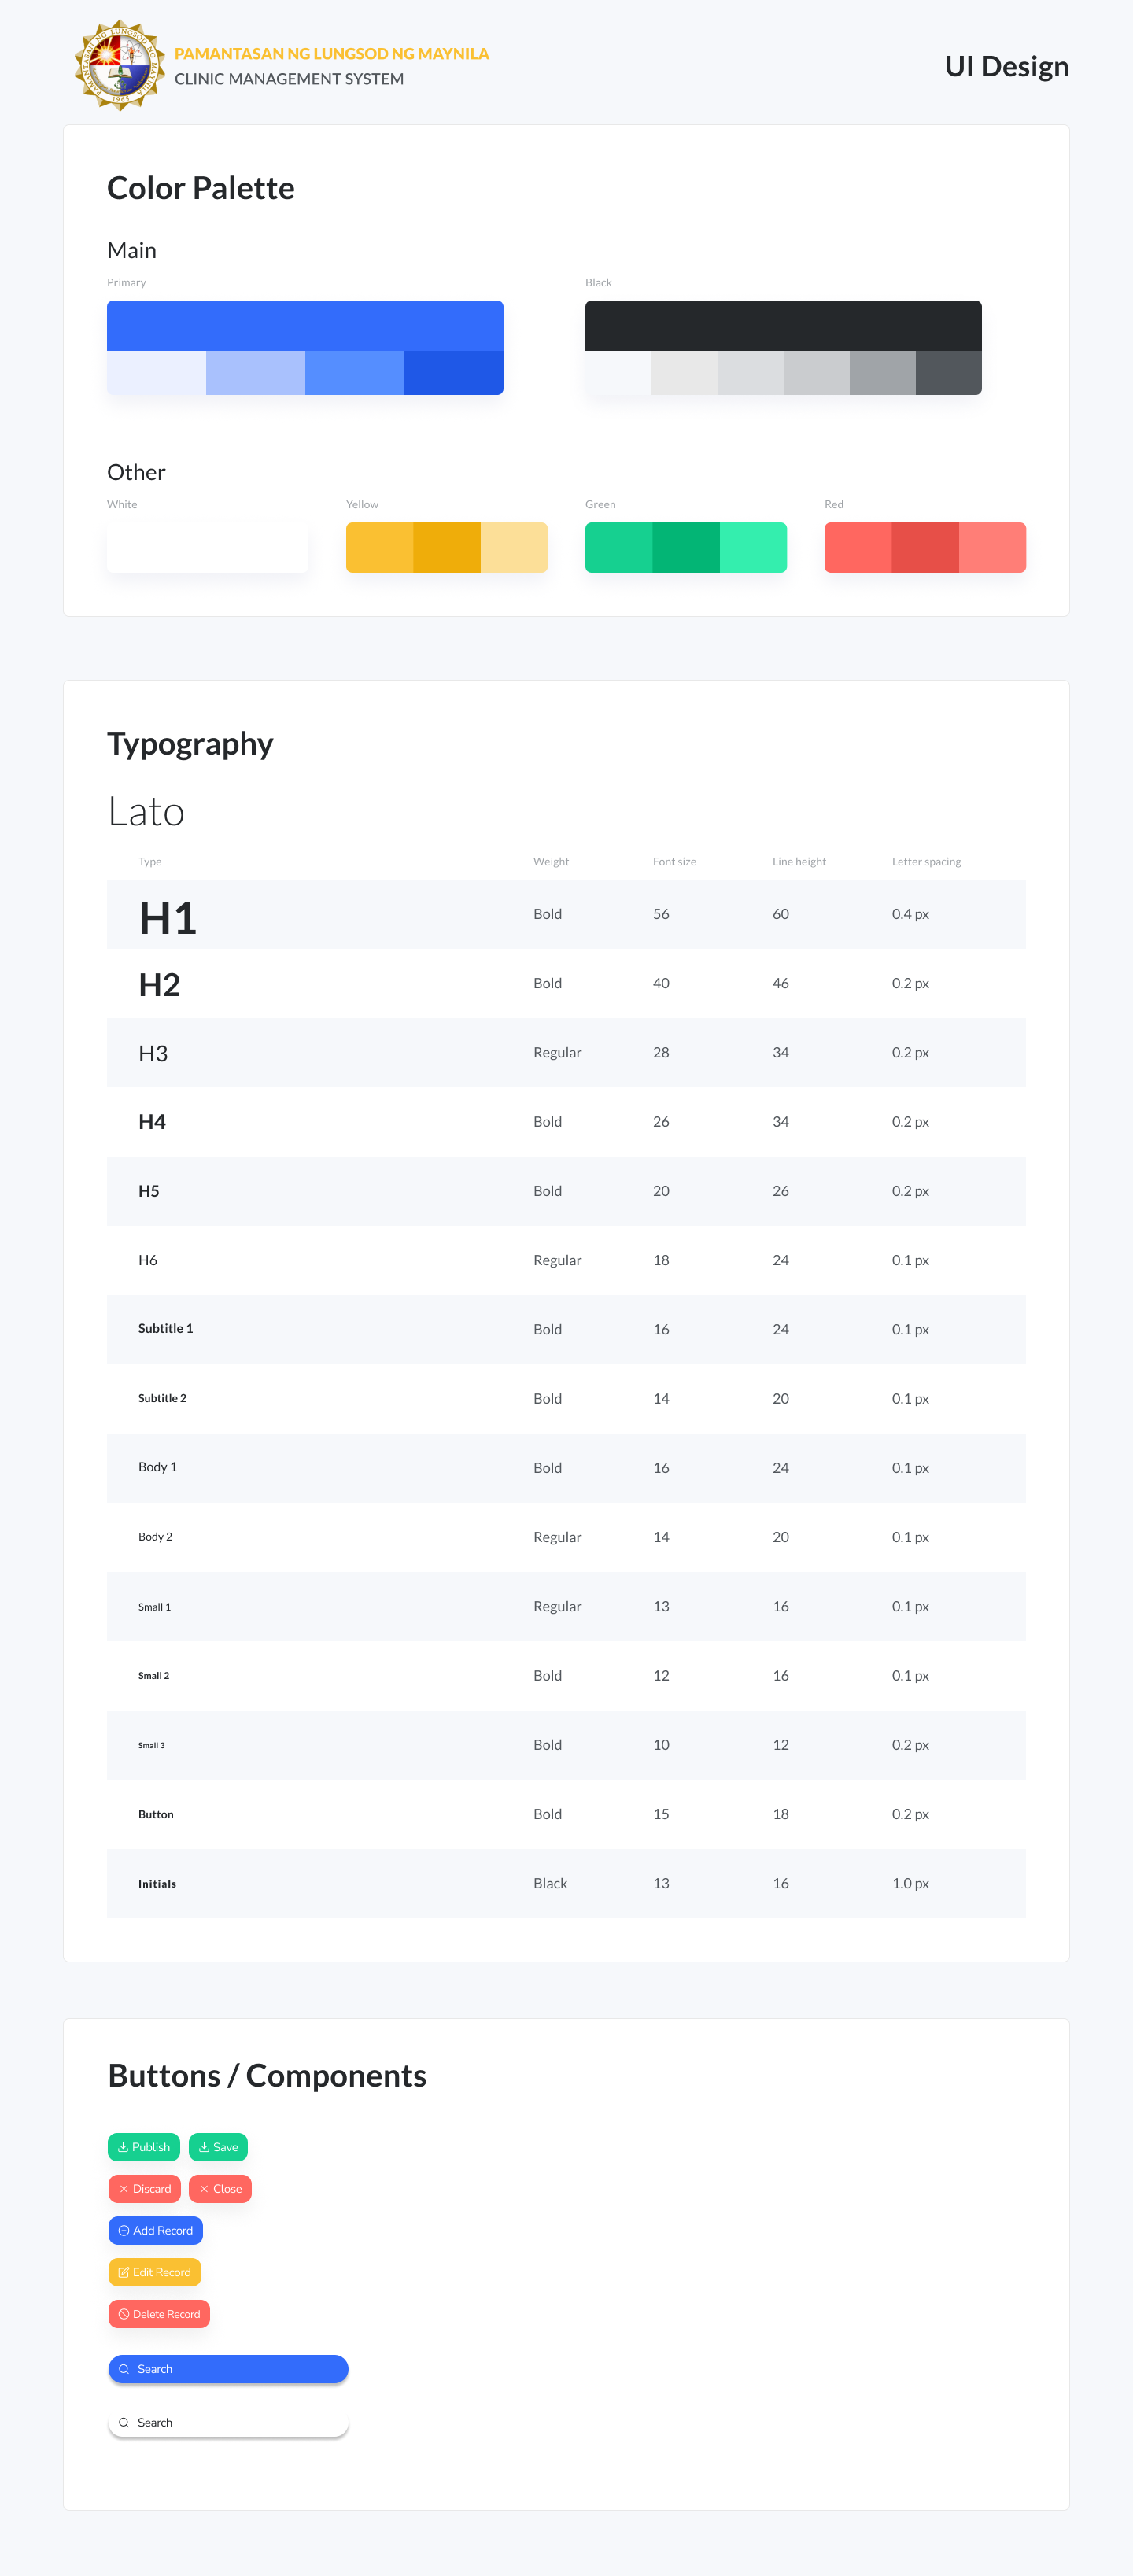 PAMANTASAN NG LUNGSOD NG MAYNILA
PAMANTASAN NG LUNGSOD NG MAYNILA
1965
CLINIC MANAGEMENT SYSTEM
UI Design
Color Palette
Main
Primary Black
Other
White Yellow Green Red
Typography
Lato
Type Weight Font size Line height Letter spacing
H1 Bold 56 60 0.4 px
H2 Bold 40 46 0.2 px
H3 Regular 28 34 0.2 px
H4 Bold 26 34 0.2 px
H5 Bold 20 26 0.2 px
H6 Regular 18 24 0.1 px
Subtitle 1 Bold 16 24 0.1 px
Subtitle 2 Bold 14 20 0.1 px
Body 1 Bold 16 24 0.1 px
Body 2 Regular 14 20 0.1 px
Small 1 Regular 13 16 0.1 px
Small 2 Bold 12 16 0.1 px
Small 3 Bold 10 12 0.2 px
Button Bold 15 18 0.2 px
Initials Black 13 16 1.0 px
Buttons / Components
Publish Save
Discard Close
Add Record
Edit Record
Delete Record
Search
Search